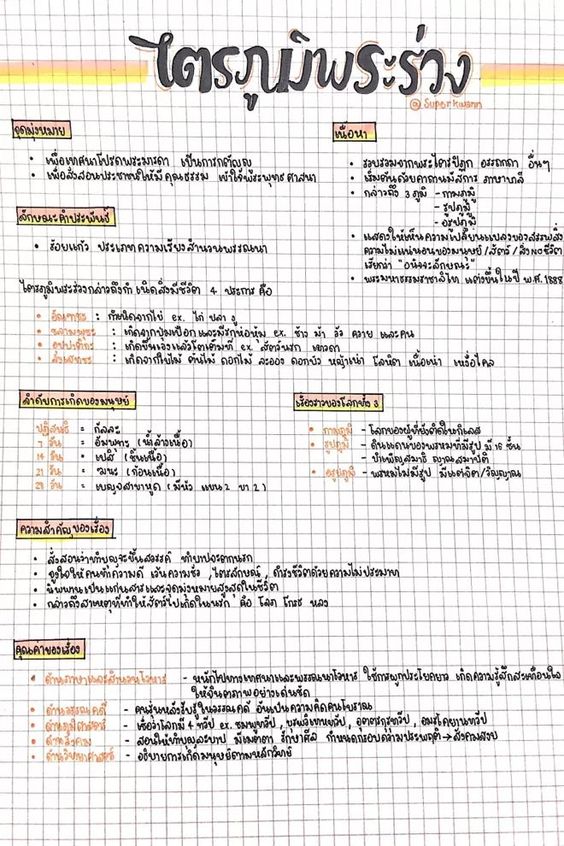 ไตรภูมิพระร่วง
@Superkwann
จุดมุ่งหมาย
• เพื่อเทศนาโปรดพระมารดา เป็นการกตัญญู
• เพื่อสั่งสอนประชาชนให้มีคุณธรรม เข้าใจพระพุทธศาสนา
เนื้อหา
• รวบรวมจากพระไตรปิฎก อรรถกถา อื่นๆ
• เริ่มต้นด้วยคาถานมัสการ ภาษาบาลี
• กล่าวถึง 3 ภูมิ - กามภูมิ
- รูปภูมิ
- อรูปภูมิ
• แสดงให้เห็นความเปลี่ยนแปลงของสรรพสิ่ง
ความไม่แน่นอนของมนุษย์/สัตว์/สิ่งมีชีวิต
เรียกว่า "อนิจจะลักษณะ"
• พระมหาธรรมราชาลิไท แต่งขึ้นในปี พ.ศ.1888
ลักษณะคำประพันธ์
• ร้อยแก้ว ประเภทความเรียงสำนวนพรรณนา
ไตรภูมิพระร่วงกล่าวถึงกำเนิดสิ่งมีชีวิต 4 ประการ คือ
• อัณฑชะ : กำเนิดจากไข่ ex. ไก่ ปลา งู
• ชลามพุชะ : เกิดจากปุ่มเปือกและมีรกห่อหุ้ม ex. ช้าง ม้า วัว ควาย และคน
• อุปปาติกะ : เกิดขึ้นเองแล้วโตเต็มที่ ex. สัตว์นรก เทวดา
• สังเสทชะ : เกิดจากใบไม้ ต้นไม้ ดอกไม้ ละออง ดอกบัว หญ้าเน่า โลหิต เนื้อเน่า เหงื่อไคล
ลำดับการเกิดของมนุษย์
ปฏิสนธิ = กัลละ
7 วัน = อัมพุทะ (น้ำล้างเนื้อ)
14 วัน = เปสิ (ชิ้นเนื้อ)
21 วัน = ฆนะ (ก้อนเนื้อ)
28 วัน = เบญจสาขาหูด (มีหัว แขน 2 ขา 2)
เรื่องราวของโลกทั้ง 3
• กามภูมิ - โลกของผู้ที่ยังติดในกิเลส
• รูปภูมิ - ดินแดนของพรหมที่มีรูป มี 16 ชั้น
- บำเพ็ญสมาธิ ญาณสมาบัติ
• อรูปภูมิ - พรหมไม่มีรูป มีแต่จิต/วิญญาณ
ความสำคัญของเรื่อง
• สั่งสอนว่าทำบุญจะขึ้นสวรรค์ ทำบาปจะตกนรก
• จูงใจให้คนทำความดี เว้นความชั่ว , ไตรลักษณ์ , ดำรงชีวิตด้วยความไม่ประมาท
• นิพพานเป็นแก่นสารและจุดมุ่งหมายสูงสุดในชีวิต
• กล่าวถึงสาเหตุที่ทำให้สัตว์ไปเกิดในนรก คือ โลภ โกรธ หลง
คุณค่าของเรื่อง
• ด้านภาษาและสำนวนโวหาร - หนักไปทางเทศนาและพรรณนาโวหาร ใช้การผูกประโยคยาว เกิดความรู้สึกสะเทือนใจ
ให้จินตภาพอย่างเด่นชัด
• ด้านวรรณคดี - คนรุ่นหลังรับรู้ในวรรณคดี อันเป็นความคิดคนโบราณ
• ด้านภูมิศาสตร์ - เชื่อว่าโลกมี 4 ทวีป ex. ชมพูทวีป , บุรพวิเทหทวีป , อุตตรกุรุทวีป , อมรโคยานทวีป
• ด้านสังคม - สอนให้ทำบุญละบาป มีเมตตา รักษาศีล กำหนดกรอบความประพฤติ → สังคมสงบ
• ด้านวิทยาศาสตร์ - อธิบายการเกิดมนุษย์ตามหลักวิทย์